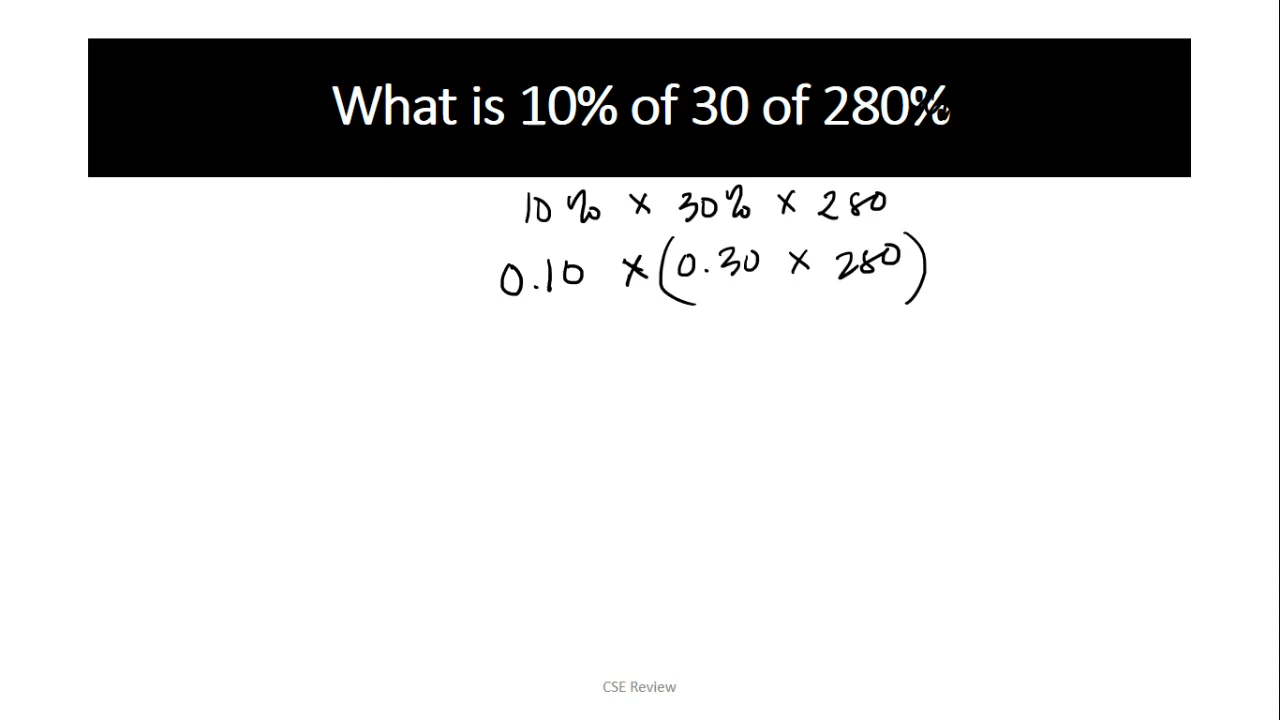 What is 10% of 30 of 280%
10% × 30% × 280
0.10 × (0.30 × 280)
CSE Review